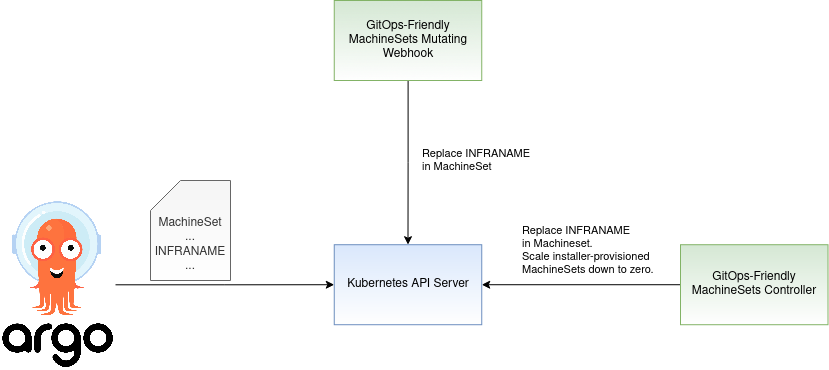 GitOps-Friendly
MachineSets Mutating
Webhook
Replace INFRANAME
in MachineSet
MachineSet
...
INFRANAME
...
Replace INFRANAME
in Machineset.
Scale installer-provisioned
MachineSets down to zero.
Kubernetes API Server
GitOps-Friendly
MachineSets Controller
argo